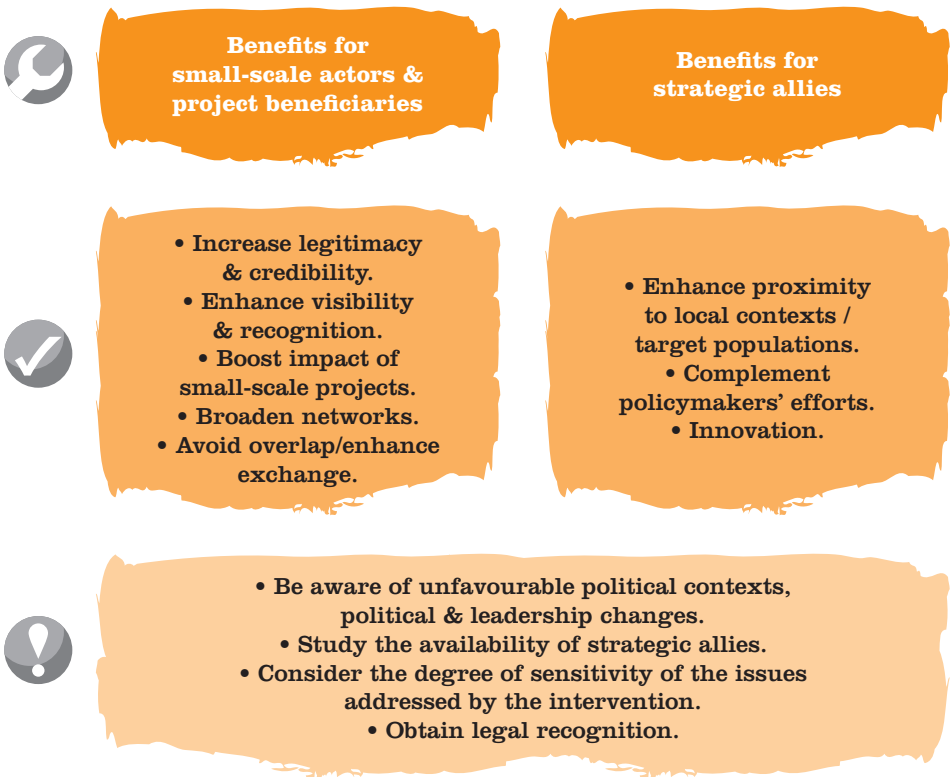 Benefits for
small-scale actors &
project beneficiaries
Benefits for
strategic allies
• Increase legitimacy
& credibility.
• Enhance visibility
& recognition.
• Boost impact of
small-scale projects.
• Broaden networks.
• Avoid overlap/enhance
exchange.
• Enhance proximity
to local contexts /
target populations.
• Complement
policymakers’ efforts.
• Innovation.
• Be aware of unfavourable political contexts,
political & leadership changes.
• Study the availability of strategic allies.
• Consider the degree of sensitivity of the issues
addressed by the intervention.
• Obtain legal recognition.